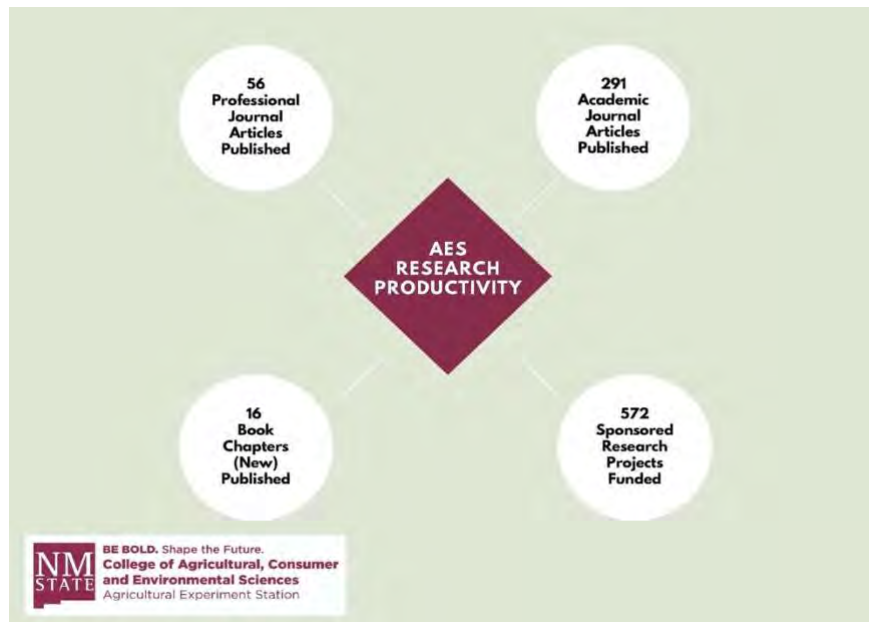 56
Professional
Journal
Articles
Published
291
Academic
Journal
Articles
Published
AES
RESEARCH
PRODUCTIVITY
16
Book
Chapters
(New)
Published
572
Sponsored
Research
Projects
Funded
NM
STATE
BE BOLD. Shape the Future.
College of Agricultural, Consumer
and Environmental Sciences
Agricultural Experiment Station